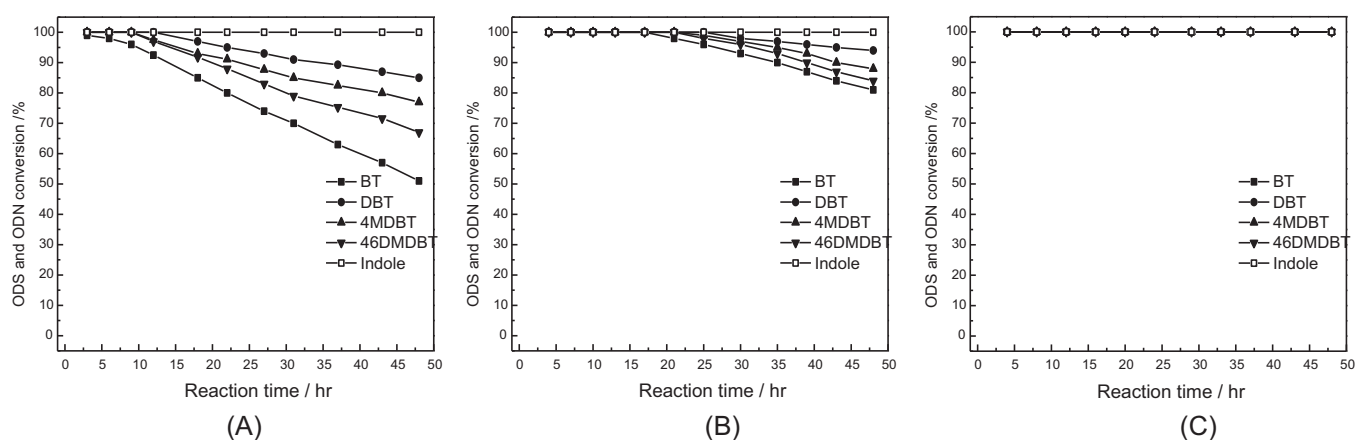 100
90
80
70
60
50
40
30
20
10
0
ODS and ODN conversion /%
BT
DBT
4MDBT
46DMDBT
Indole
0 5 10 15 20 25 30 35 40 45 50
Reaction time / hr
(A)
100
90
80
70
60
50
40
30
20
10
0
ODS and ODN conversion /%
BT
DBT
4MDBT
46DMDBT
Indole
0 5 10 15 20 25 30 35 40 45 50
Reaction time / hr
(B)
100
90
80
70
60
50
40
30
20
10
0
ODS and ODN conversion /%
BT
DBT
4MDBT
46DMDBT
Indole
0 5 10 15 20 25 30 35 40 45 50
Reaction time / hr
(C)